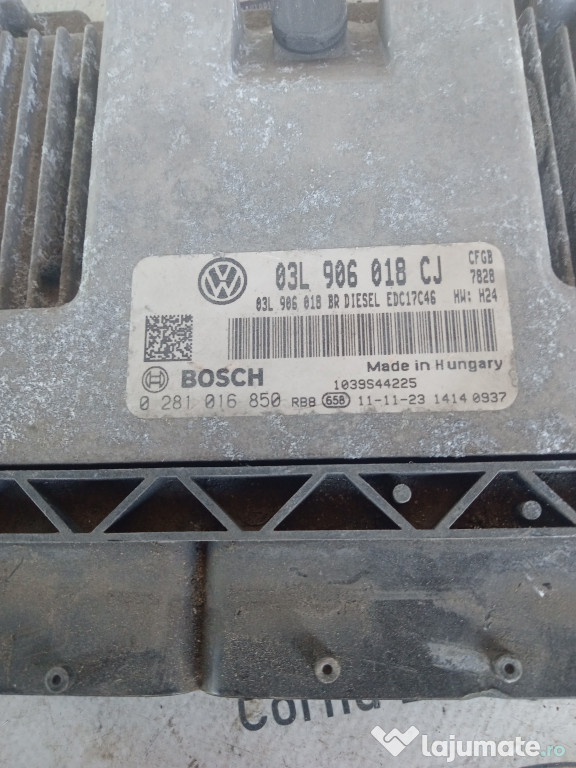 03L 906 018 CJ CFGB
7828
03L 906 018 BR DIESEL EDC17C46 HW: H24
Made in Hungary
BOSCH 1039S44225
0 281 016 850 RBB 658 11-11-23 1414 0937
lajumate.ro